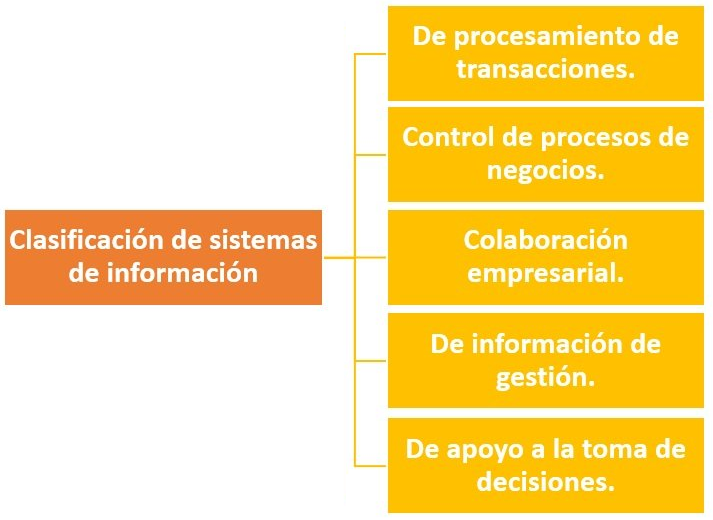 De procesamiento de
transacciones.
Control de procesos de
negocios.
Clasificación de sistemas
de información
Colaboración
empresarial.
De información de
gestión.
De apoyo a la toma de
decisiones.